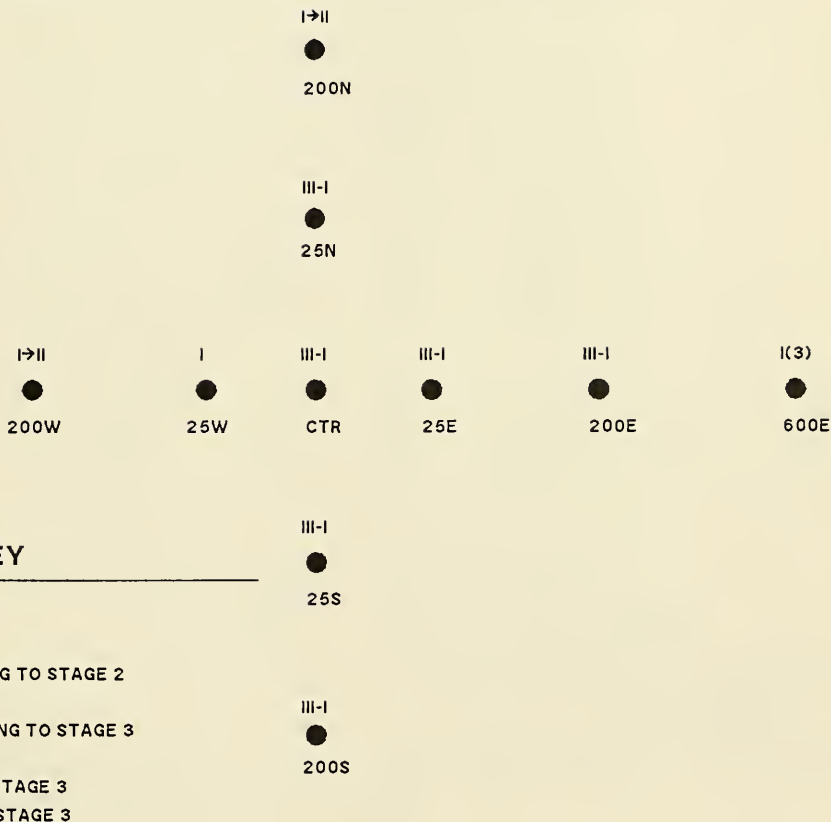 I→II
200N
III-I
25N
I→II I III-I III-I III-I I(3)
200W 25W CTR 25E 200E 600E
III-I
EY
25S
G TO STAGE 2
III-I
NG TO STAGE 3
200S
TAGE 3
STAGE 3